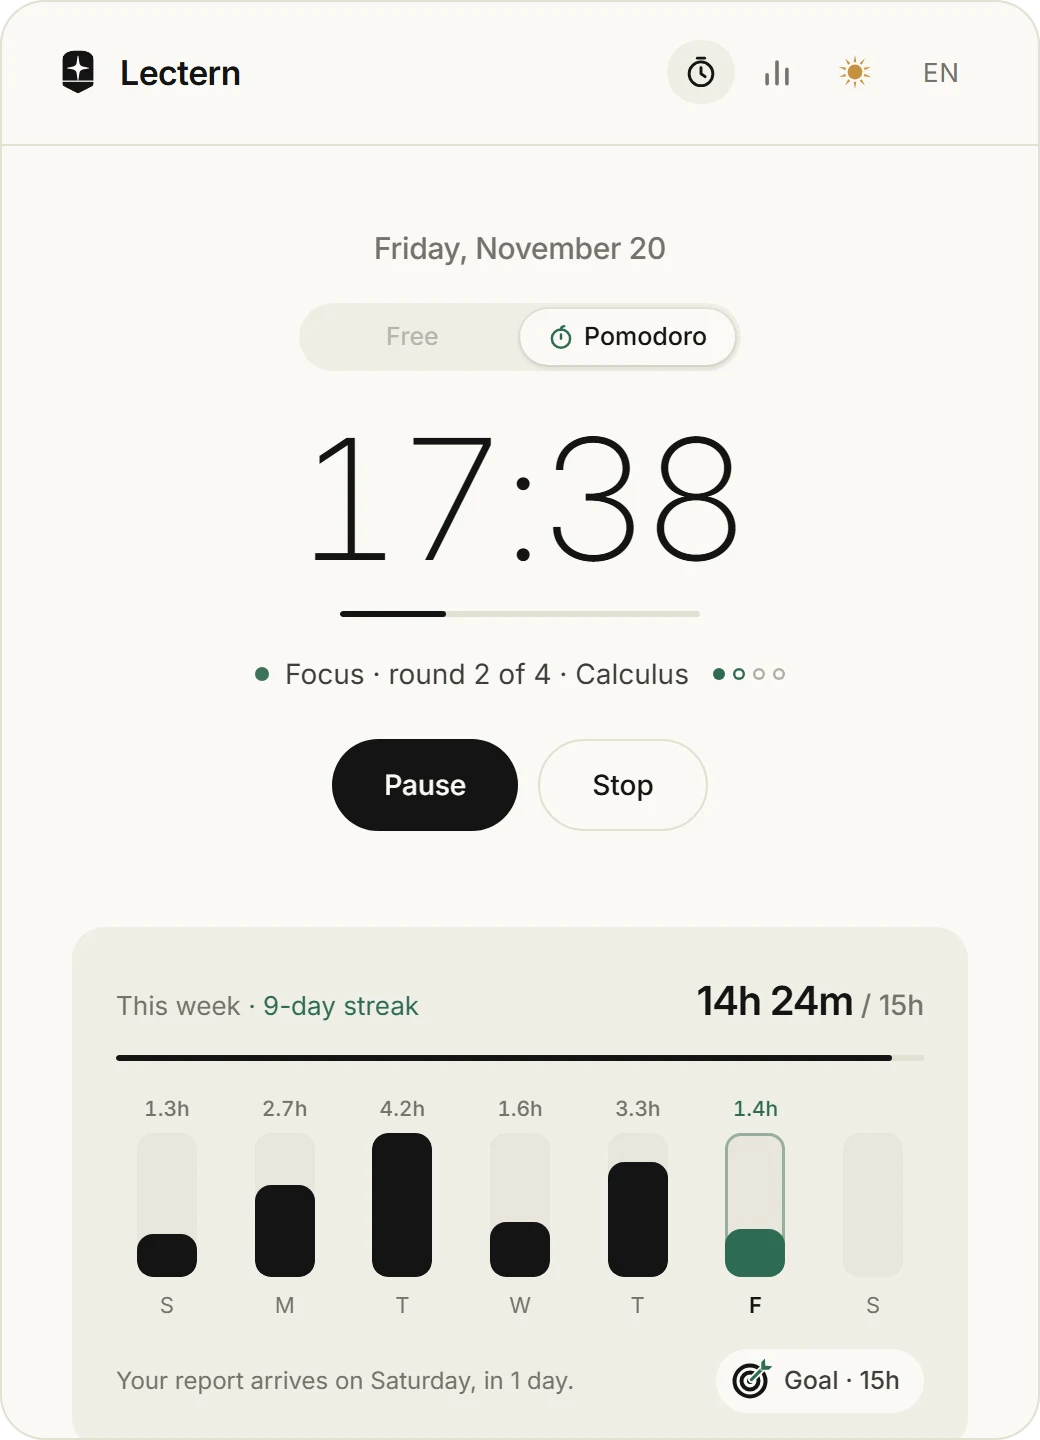 Lectern
EN
Friday, November 20
Free
Pomodoro
17:38
Focus · round 2 of 4 · Calculus
Pause
Stop
This week · 9-day streak
14h 24m / 15h
1.3h 2.7h 4.2h 1.6h 3.3h 1.4h
S M T W T F S
Your report arrives on Saturday, in 1 day.
Goal · 15h